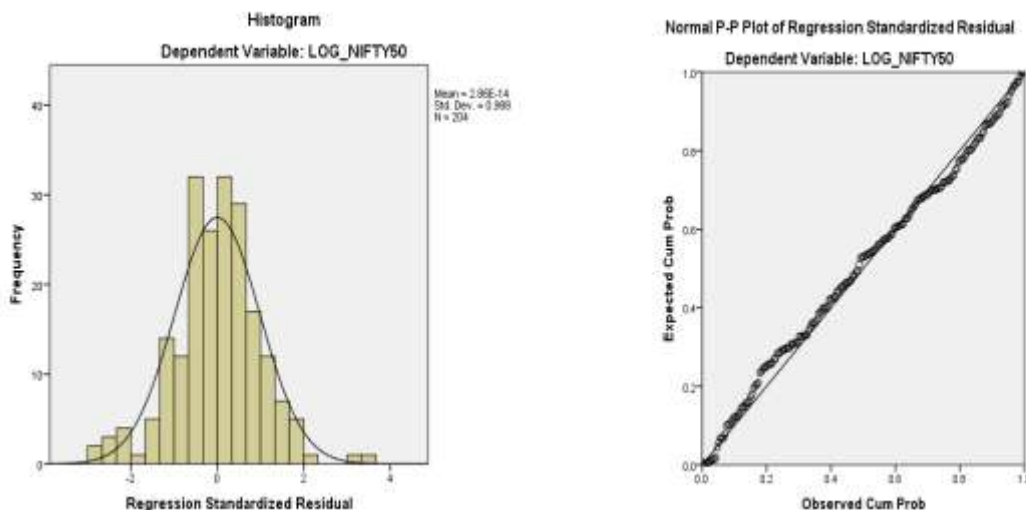 Histogram
Dependent Variable: LOG_NIFTY50
Mean = 2.86E-14
Std. Dev. = 0.988
N = 204
40
30
20
10
0
Frequency
-2 0 2 4
Regression Standardized Residual
Normal P-P Plot of Regression Standardized Residual
Dependent Variable: LOG_NIFTY50
1.0
0.8
0.6
0.4
0.2
0.0
Expected Cum Prob
0.0 0.2 0.4 0.6 0.8 1.0
Observed Cum Prob